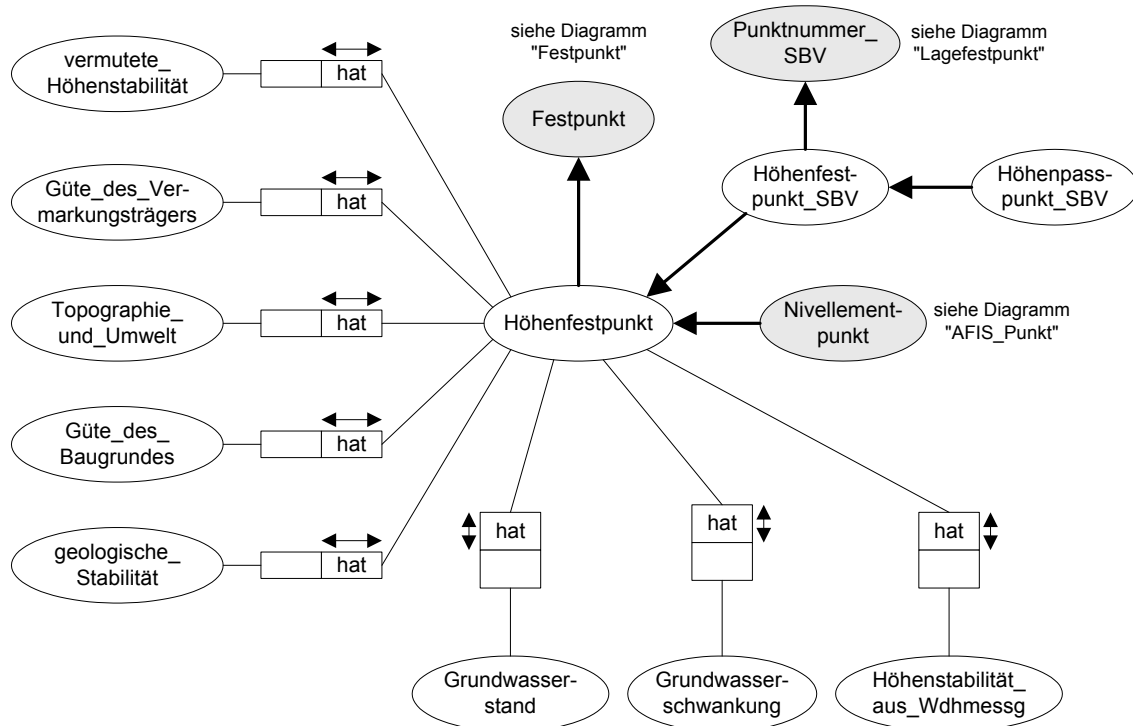 siehe Diagramm
"Festpunkt"
Punktnummer_
SBV
siehe Diagramm
"Lagefestpunkt"
vermutete_
Höhenstabilität
hat
Festpunkt
Güte_des_Ver-
markungsträgers
hat
Höhenfest-
punkt_SBV
Höhenpass-
punkt_SBV
Topographie_
und_Umwelt
hat
Höhenfestpunkt
Nivellement-
punkt
siehe Diagramm
"AFIS_Punkt"
Güte_des_
Baugrundes
hat
geologische_
Stabilität
hat
hat
hat
hat
Grundwasser-
stand
Grundwasser-
schwankung
Höhenstabilität_
aus_Wdhmessg